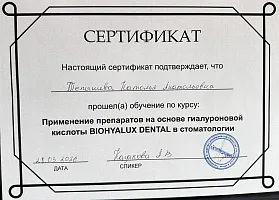 СЕРТИФИКАТ
Настоящий сертификат подтверждает, что
Наталья Анатольевна
прошел(а) обучение по курсу:
Применение препаратов на основе гиалуроновой
кислоты BIOHYALUX DENTAL в стоматологии
ДАТА СПИКЕР